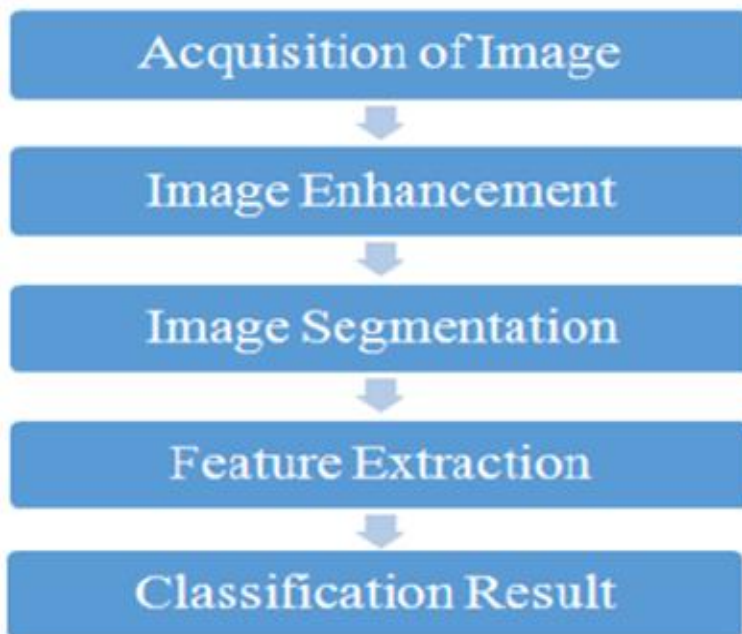 Acquisition of Image
Image Enhancement
Image Segmentation
Feature Extraction
Classification Result